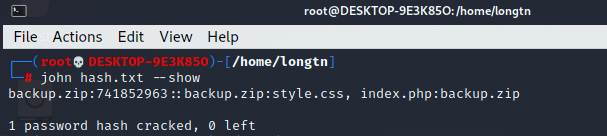 root@DESKTOP-9E3K85O:/home/longtn
File Actions Edit View Help
(root💀DESKTOP-9E3K85O)-[/home/longtn]
# john hash.txt --show
backup.zip:741852963::backup.zip:style.css, index.php:backup.zip
1 password hash cracked, 0 left